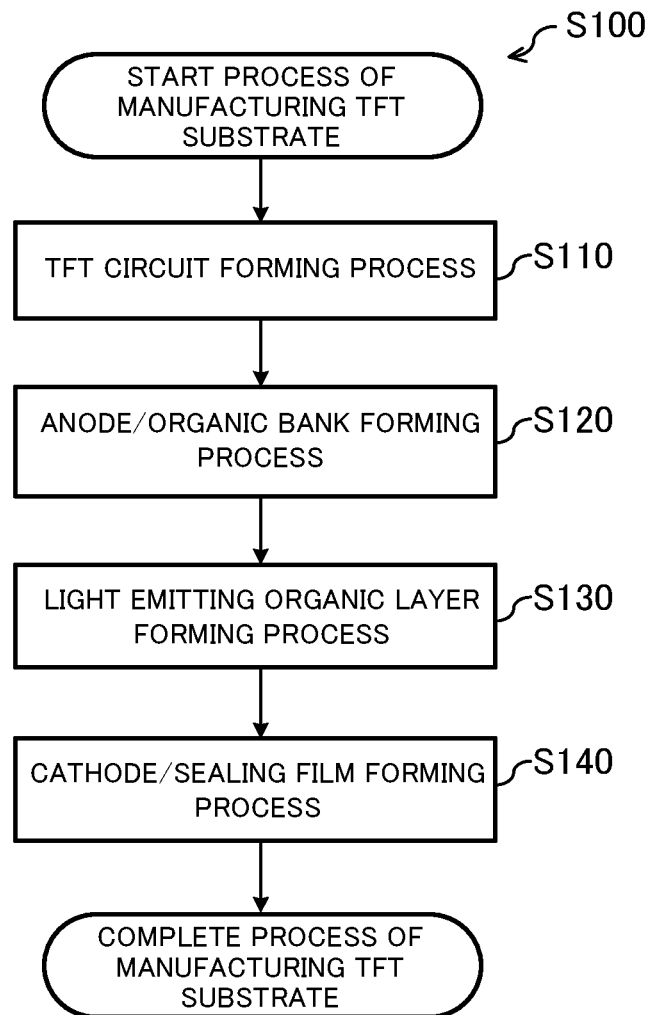 S100
START PROCESS OF
MANUFACTURING TFT
SUBSTRATE
TFT CIRCUIT FORMING PROCESS
S110
ANODE/ORGANIC BANK FORMING
PROCESS
S120
LIGHT EMITTING ORGANIC LAYER
FORMING PROCESS
S130
CATHODE/SEALING FILM FORMING
PROCESS
S140
COMPLETE PROCESS OF
MANUFACTURING TFT
SUBSTRATE